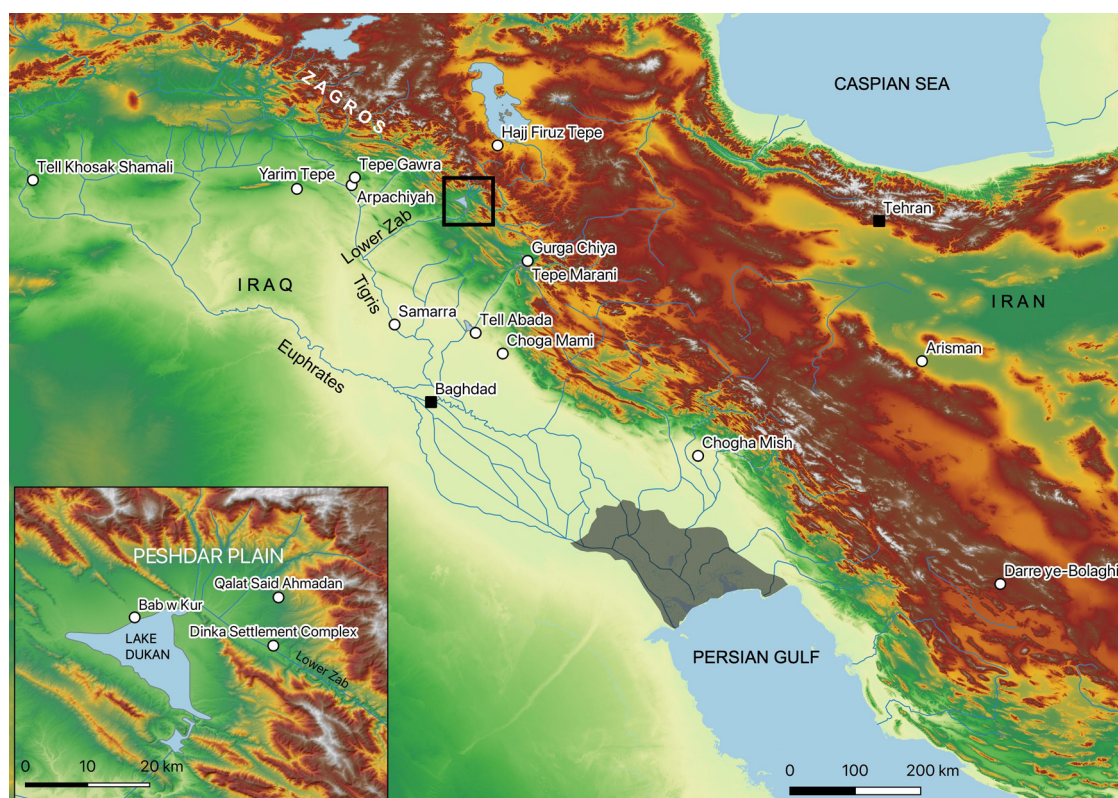 CASPIAN SEA
ZAGROS
Hajj Firuz Tepe
Tell Khosak Shamali
Yarim Tepe
Tepe Gawra
Arpachiyah
Lower Zab
Tehran
Gurga Chiya
Tepe Marani
IRAQ
Tigris
IRAN
Samarra
Tell Abada
Choga Mami
Euphrates
Arisman
Baghdad
Chogha Mish
PESHDAR PLAIN
Qalat Said Ahmadan
Bab w Kur
Dinka Settlement Complex
LAKE
DUKAN
Lower Zab
0 10 20 km
Darre ye-Bolaghi
PERSIAN GULF
0 100 200 km